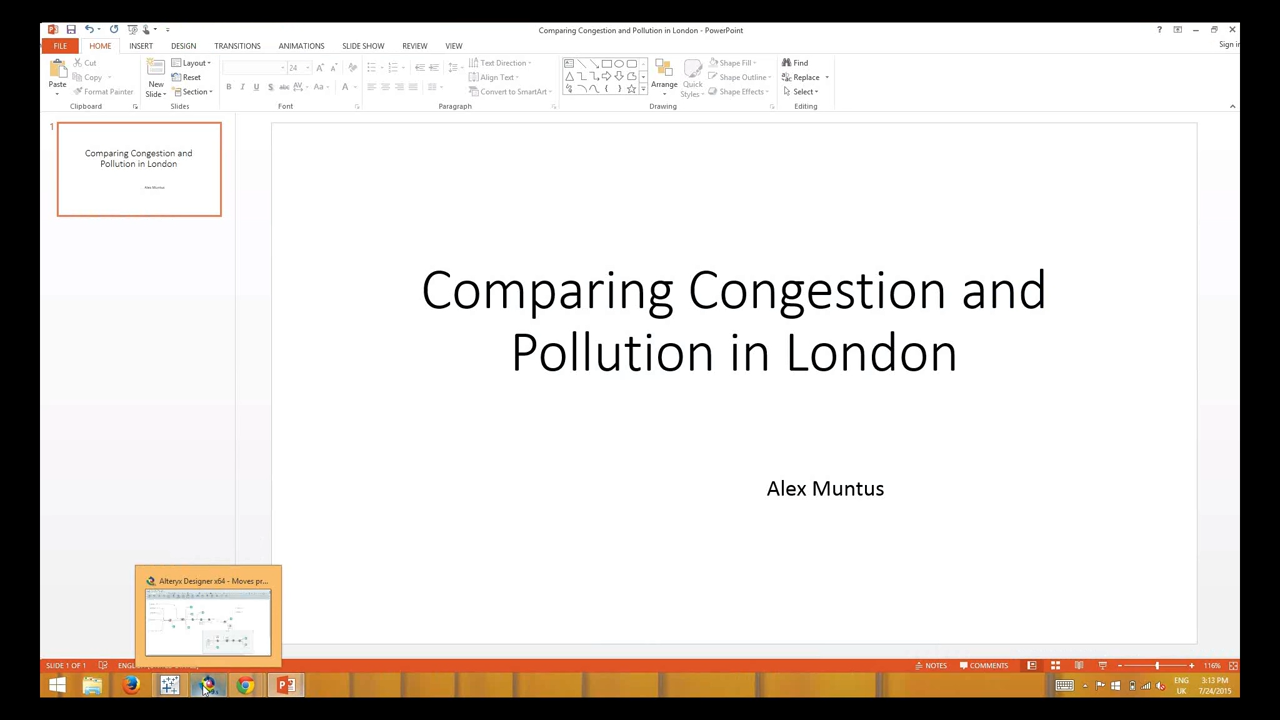 Comparing Congestion and Pollution in London - PowerPoint
Sign in
FILE HOME INSERT DESIGN TRANSITIONS ANIMATIONS SLIDE SHOW REVIEW VIEW
Paste
Cut
Copy
Format Painter
Clipboard
New Slide
Layout
Reset
Section
Slides
24
Font
Text Direction
Align Text
Convert to SmartArt
Paragraph
Arrange
Quick Styles
Shape Fill
Shape Outline
Shape Effects
Drawing
Find
Replace
Select
Editing
1
Comparing Congestion and
Pollution in London
Alex Muntus
Comparing Congestion and
Pollution in London
Alex Muntus
Alteryx Designer x64 - Moves pr...
SLIDE 1 OF 1
NOTES COMMENTS 116%
ENG 3:13 PM
UK 7/24/2015